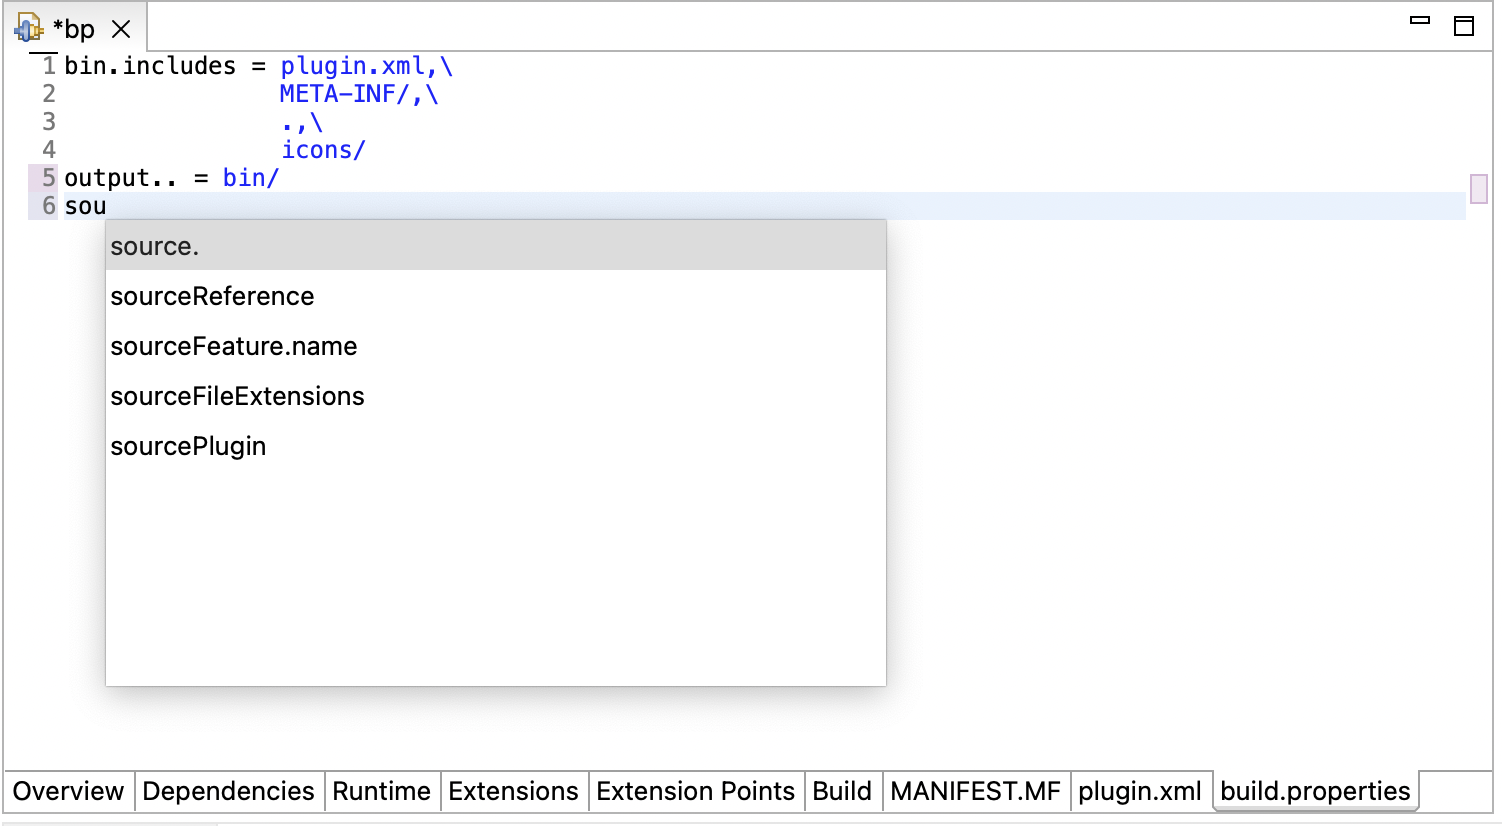 *bp
1 bin.includes = plugin.xml,\
2 META-INF/,\
3 .,\
4 icons/
5 output.. = bin/
6 sou
source.
sourceReference
sourceFeature.name
sourceFileExtensions
sourcePlugin
Overview Dependencies Runtime Extensions Extension Points Build MANIFEST.MF plugin.xml build.properties